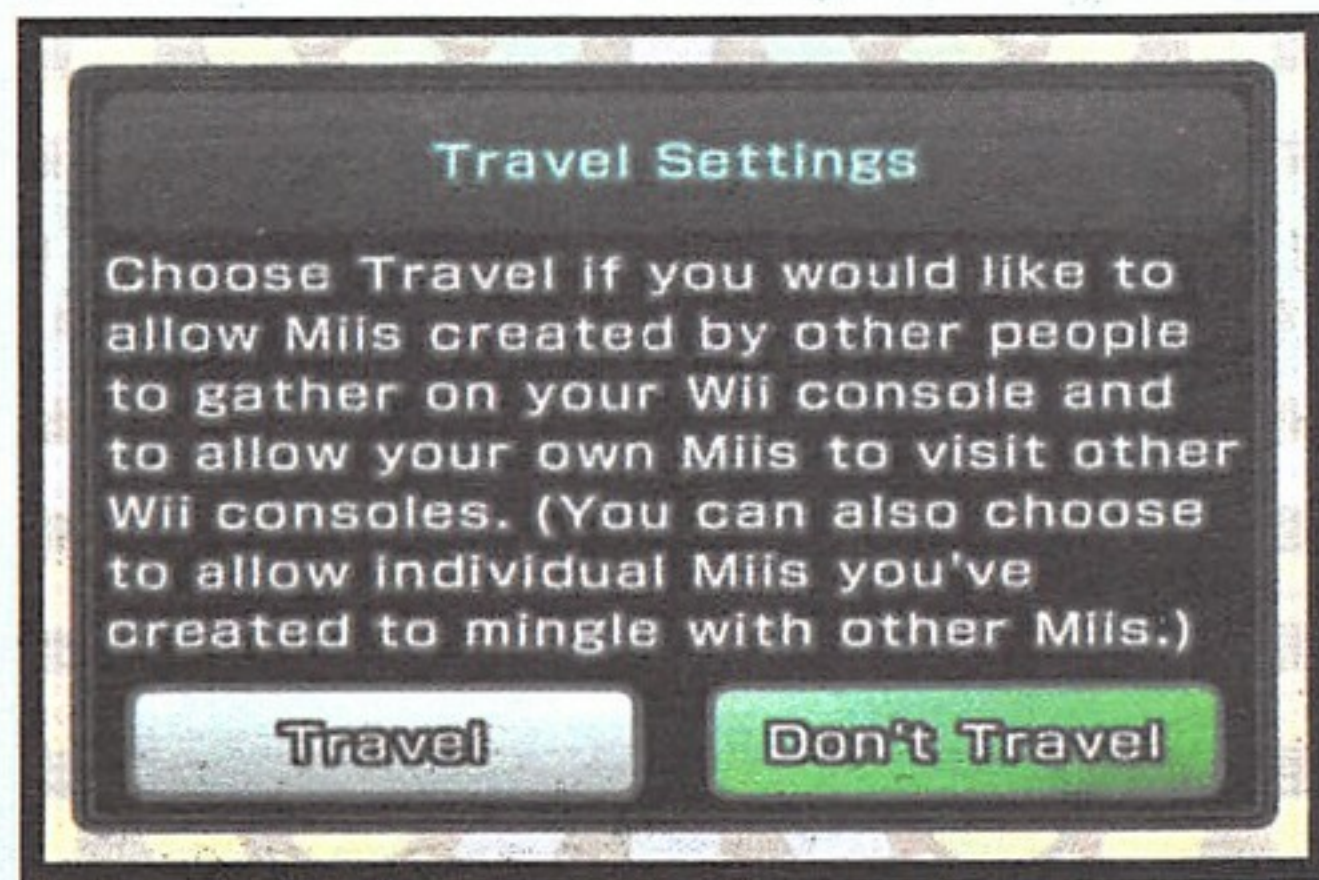 Travel Settings
Choose Travel if you would like to
allow Miis created by other people
to gather on your Wii console and
to allow your own Miis to visit other
Wii consoles. (You can also choose
to allow individual Miis you've
created to mingle with other Miis.)
Travel
Don't Travel